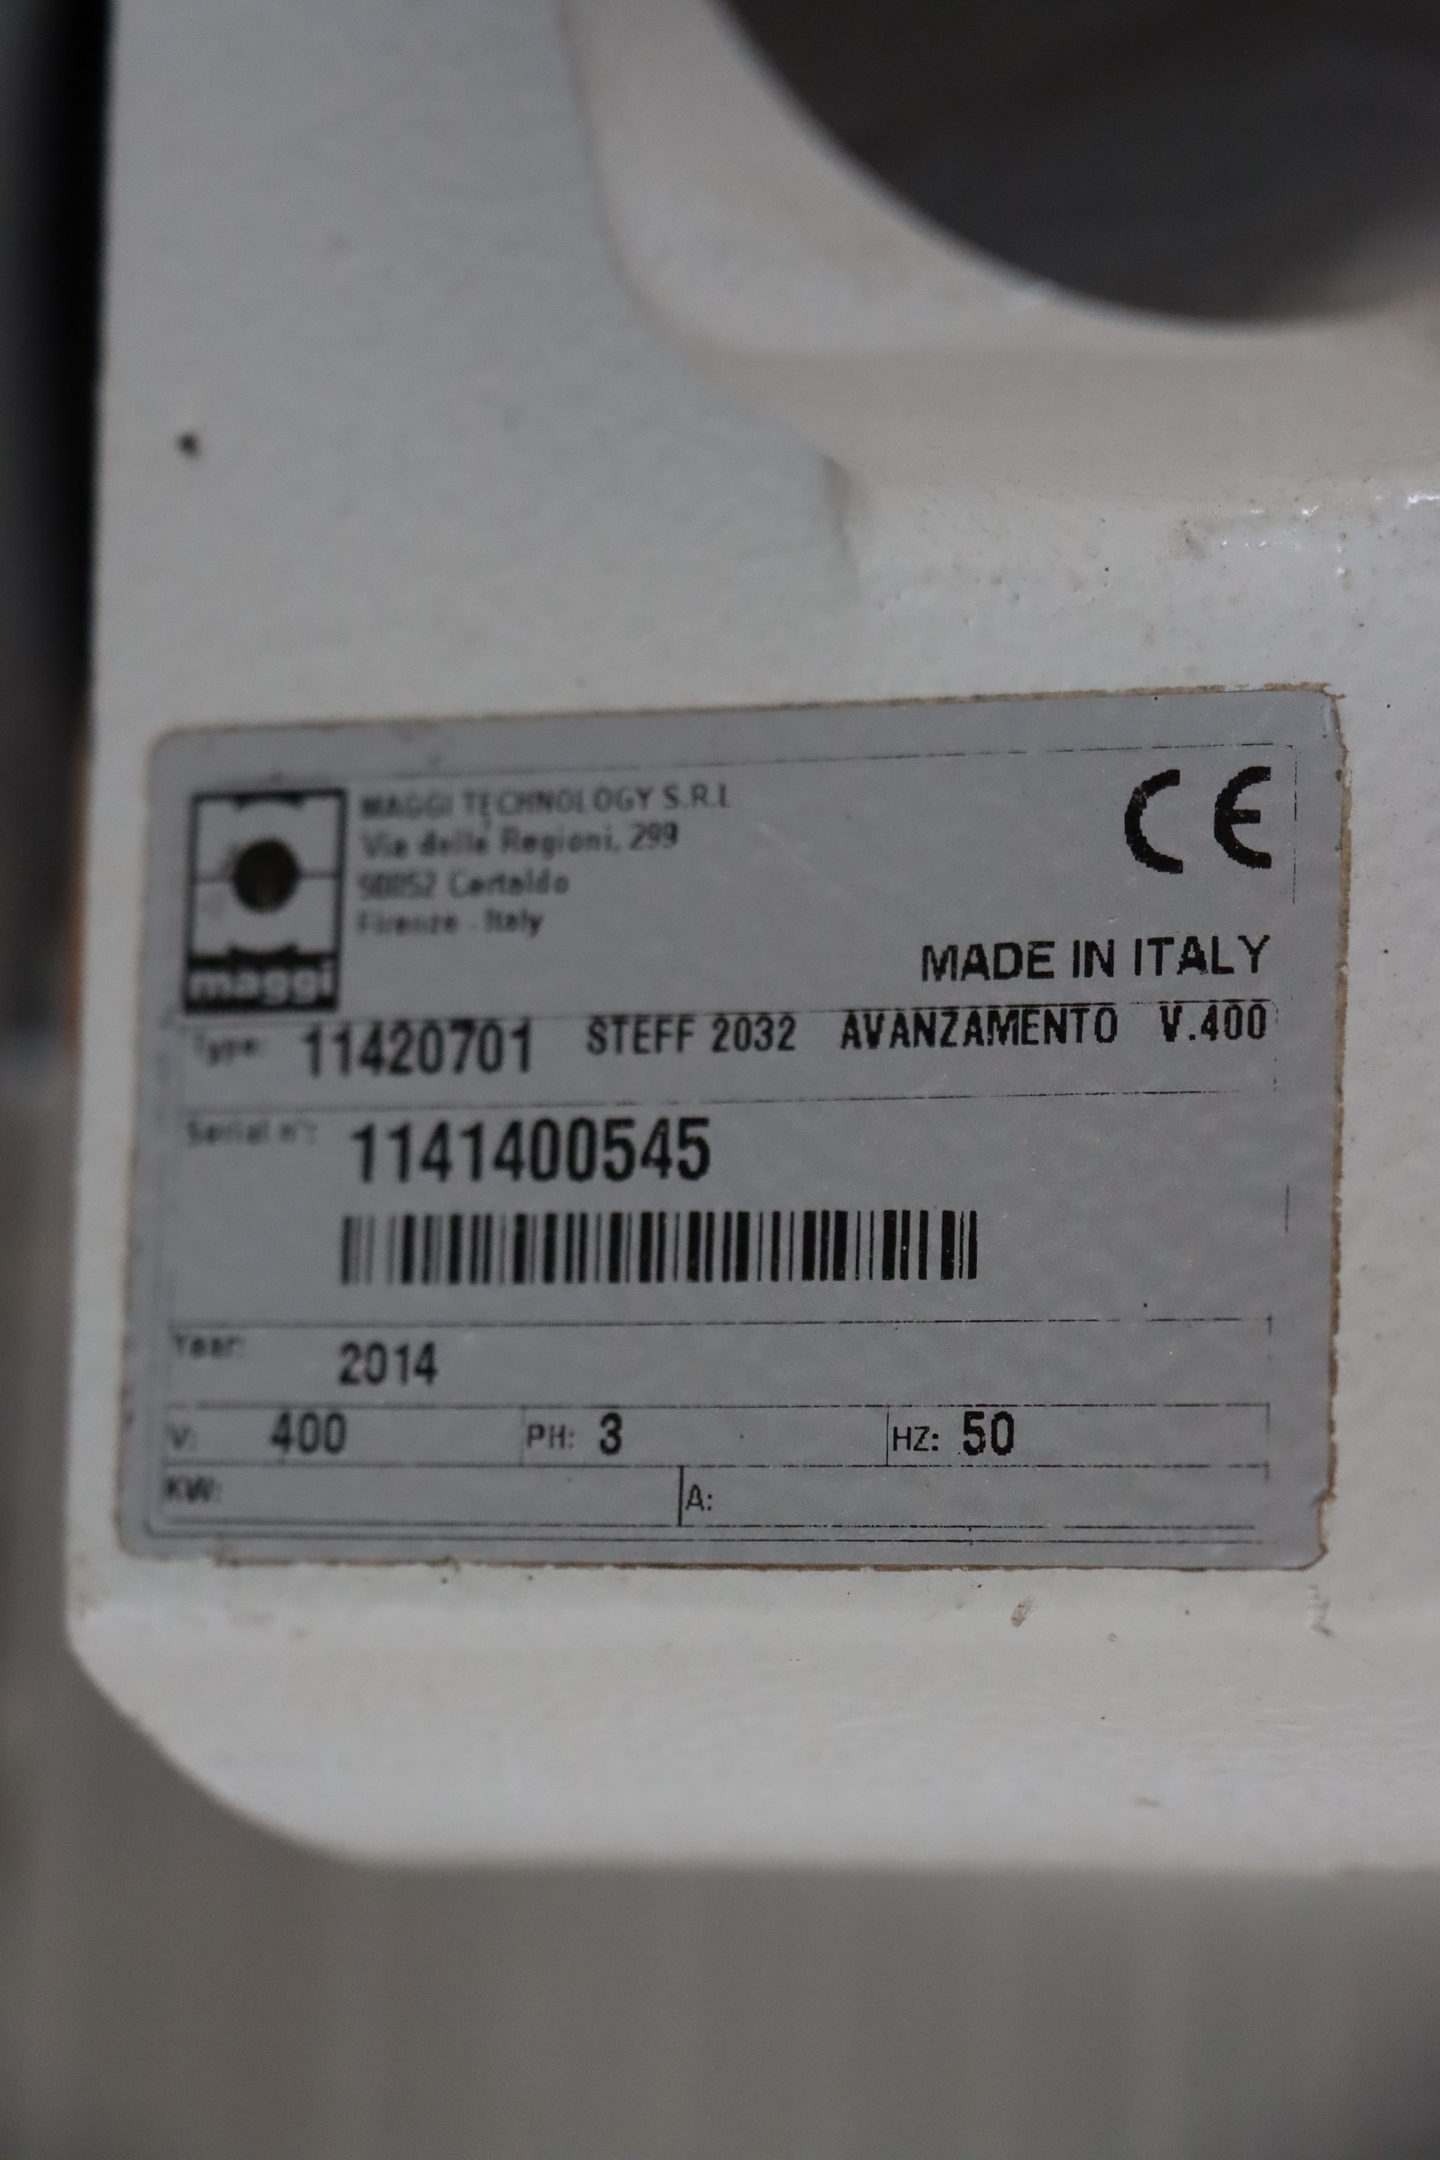 MAGGI TECHNOLOGY S.R.L
Via delle Regioni, 299
50052 Certaldo
Firenze - Italy
maggi
CE
MADE IN ITALY
Type: 11420701 STEFF 2032 AVANZAMENTO V.400
Serial n°: 1141400545
Year: 2014
V: 400 PH: 3 HZ: 50
KW: A: